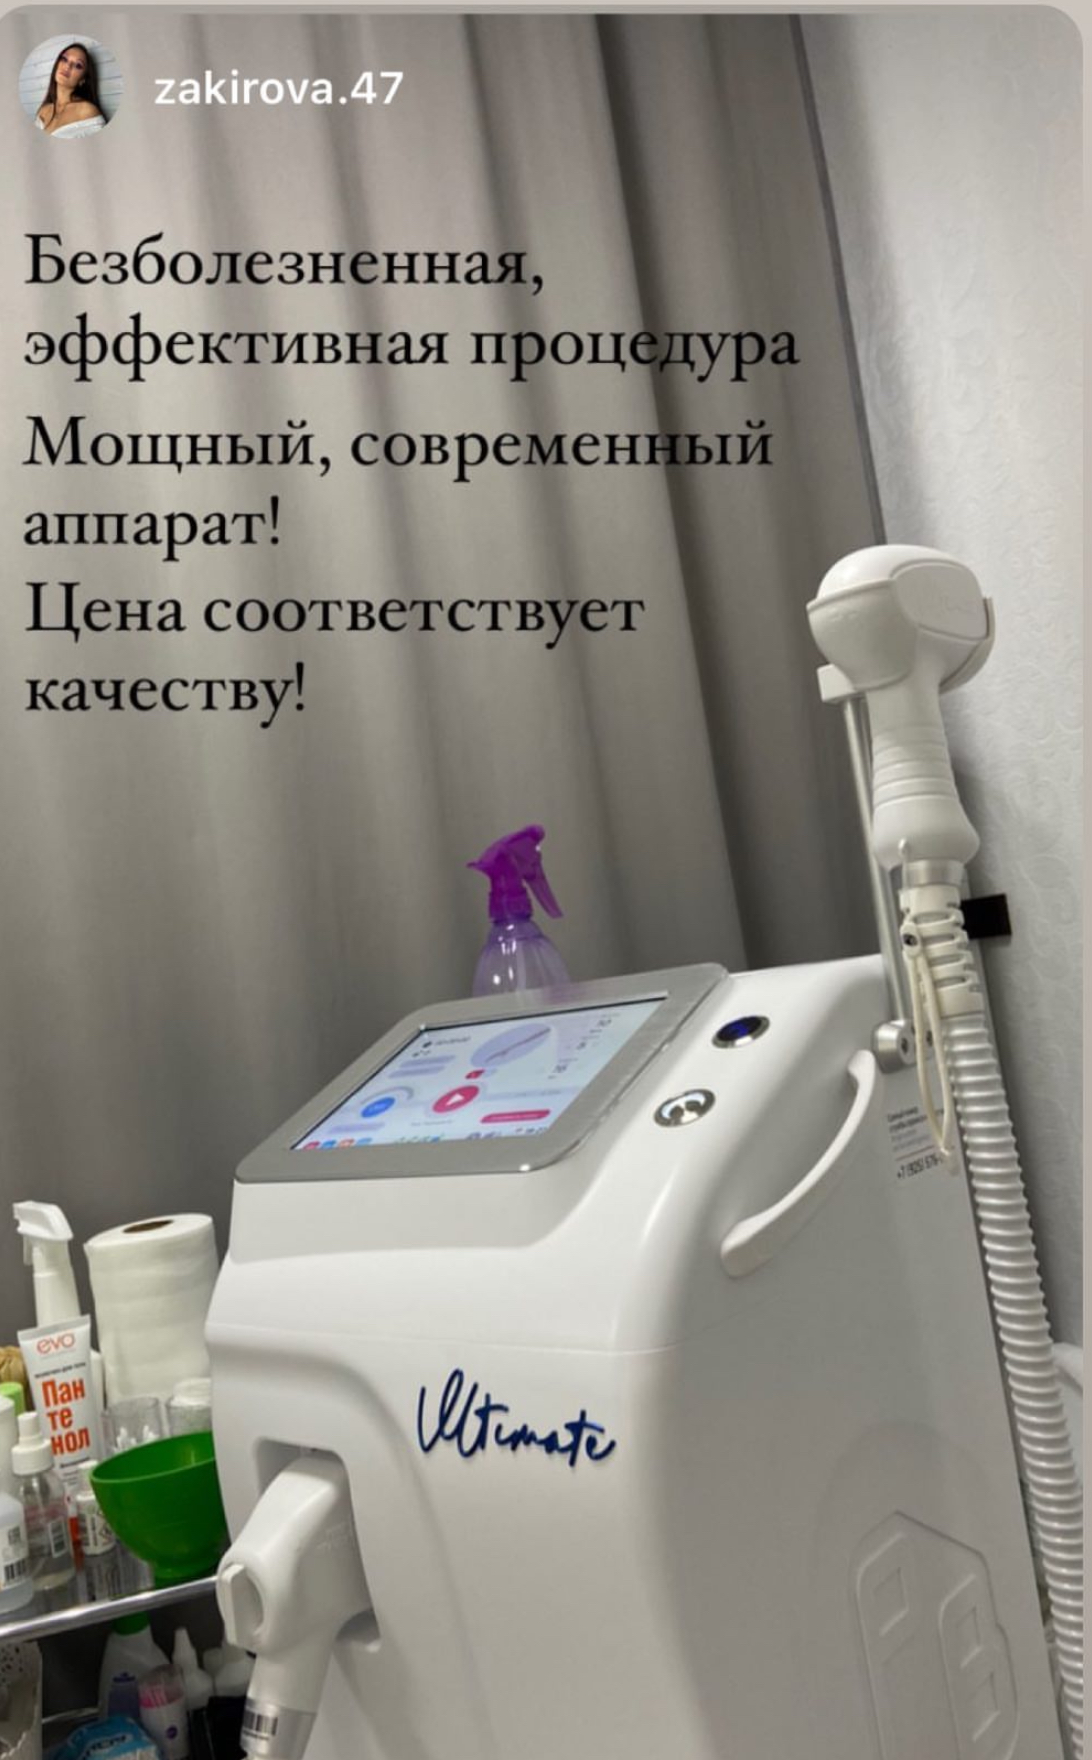 zakirova.47
Безболезненная,
эффективная процедура
Мощный, современный
аппарат!
Цена соответствует
качеству!
evo
Пан
те
нол
Ultimate